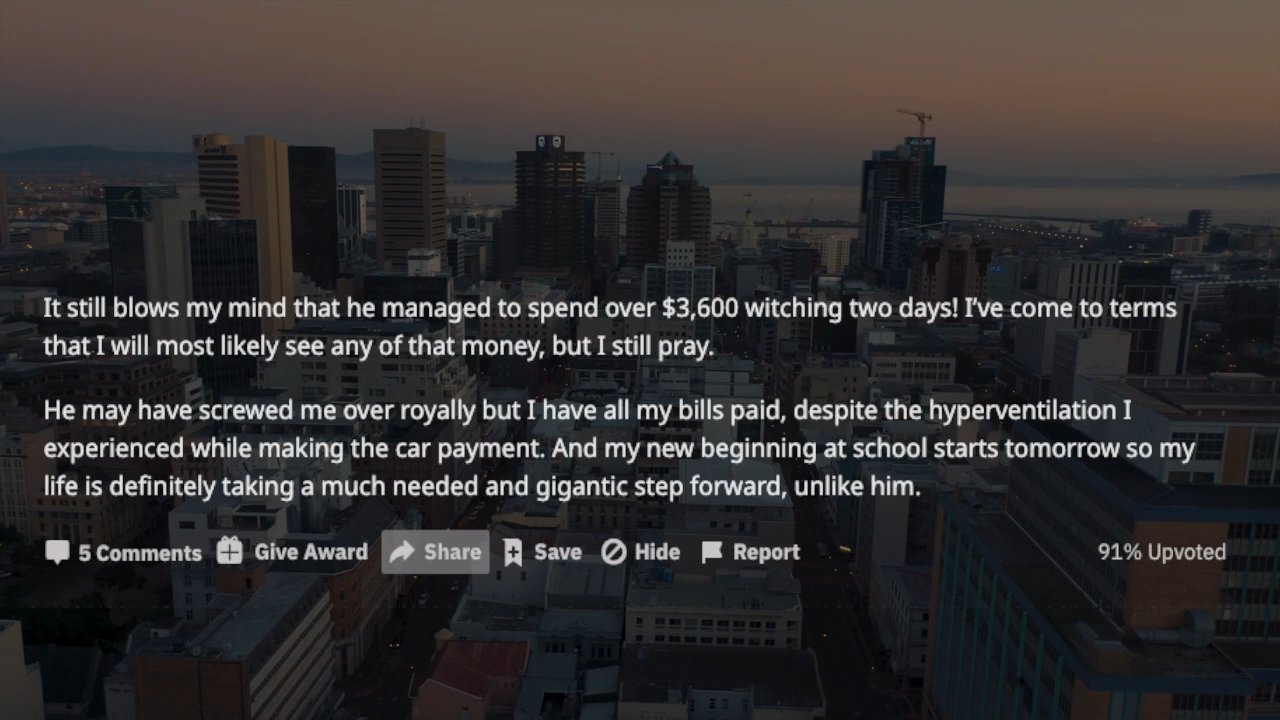 It still blows my mind that he managed to spend over $3,600 witching two days! I've come to terms
that I will most likely see any of that money, but I still pray.
He may have screwed me over royally but I have all my bills paid, despite the hyperventilation I
experienced while making the car payment. And my new beginning at school starts tomorrow so my
life is definitely taking a much needed and gigantic step forward, unlike him.
5 Comments Give Award Share Save Hide Report 91% Upvoted